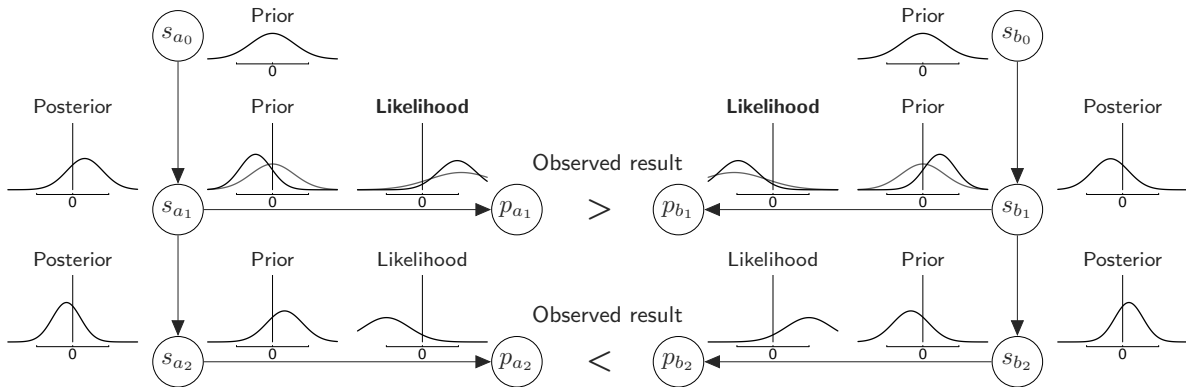 Prior Prior
s_{a_0} s_{b_0}
0 0
Posterior Prior Likelihood Likelihood Prior Posterior
Observed result
0 0 0 0 0 0
s_{a_1} p_{a_1} > p_{b_1} s_{b_1}
Posterior Prior Likelihood Likelihood Prior Posterior
Observed result
0 0 0 0 0 0
s_{a_2} p_{a_2} < p_{b_2} s_{b_2}